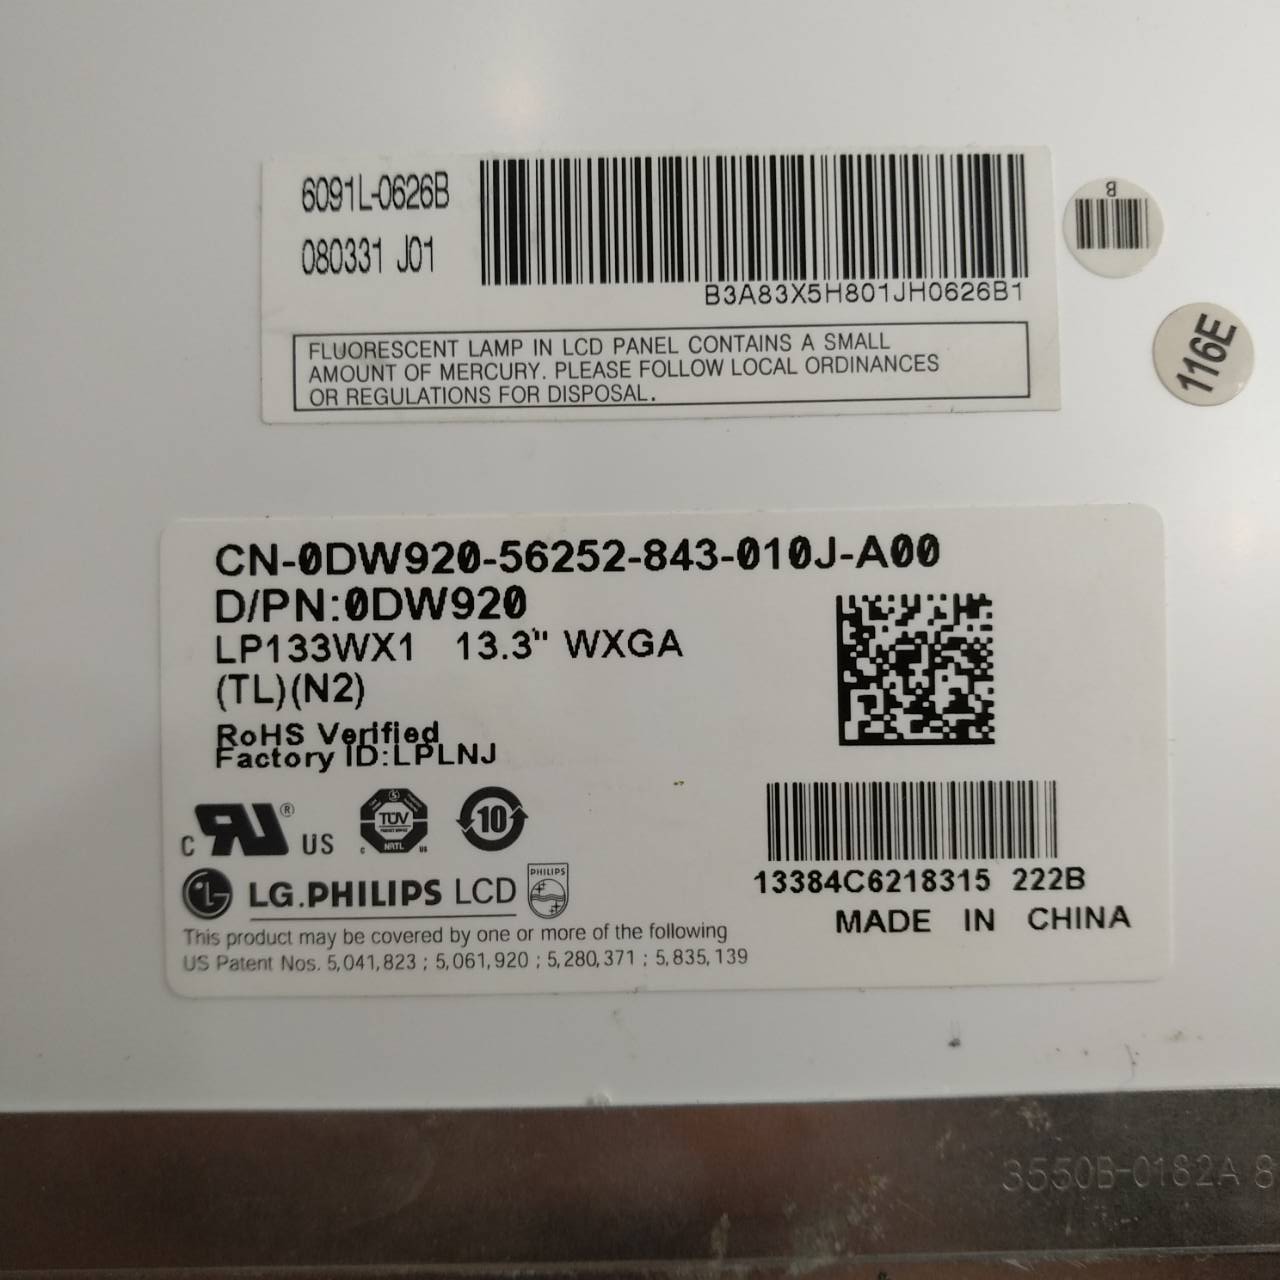 6091L-0626B
080331 J01
B3A83X5H801JH0626B1
FLUORESCENT LAMP IN LCD PANEL CONTAINS A SMALL
AMOUNT OF MERCURY. PLEASE FOLLOW LOCAL ORDINANCES
OR REGULATIONS FOR DISPOSAL.
B
116E
CN-0DW920-56252-843-010J-A00
D/PN:0DW920
LP133WX1 13.3" WXGA
(TL)(N2)
RoHS Verified
Factory ID:LPLNJ
C RU ® US
TÜV
NRTL
C US
10
LG LG.PHILIPS LCD PHILIPS
13384C6218315 222B
MADE IN CHINA
This product may be covered by one or more of the following
US Patent Nos. 5,041,823 ; 5,061,920 ; 5,280,371 ; 5,835,139
3550B-0182A 8